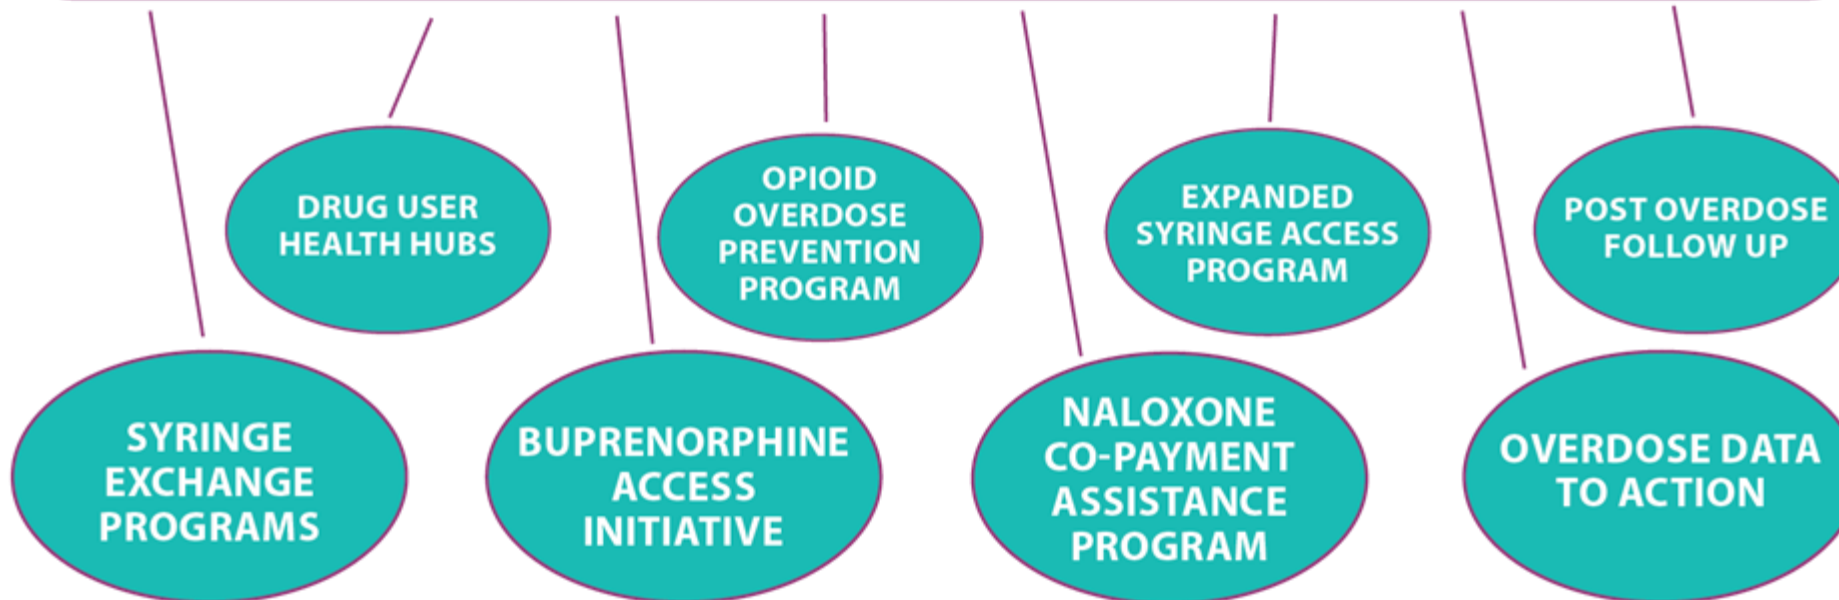 DRUG USER
HEALTH HUBS
OPIOID
OVERDOSE
PREVENTION
PROGRAM
EXPANDED
SYRINGE ACCESS
PROGRAM
POST OVERDOSE
FOLLOW UP
SYRINGE
EXCHANGE
PROGRAMS
BUPRENORPHINE
ACCESS
INITIATIVE
NALOXONE
CO-PAYMENT
ASSISTANCE
PROGRAM
OVERDOSE DATA
TO ACTION